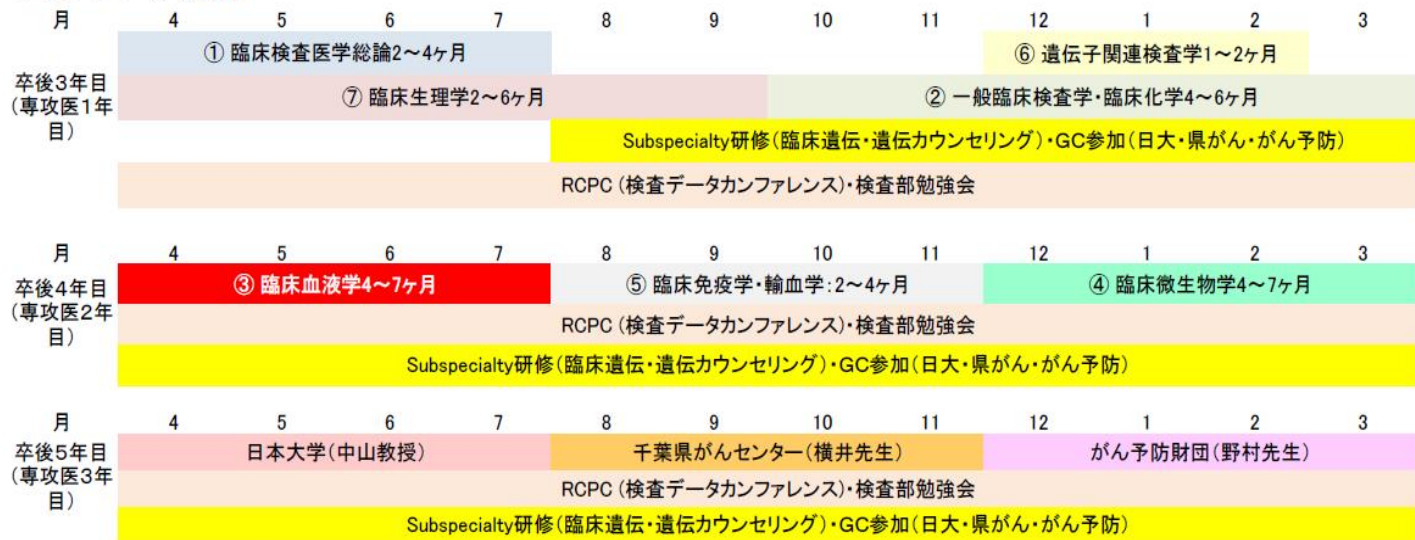 月 4 5 6 7 8 9 10 11 12 1 2 3
① 臨床検査医学総論2～4ヶ月 ⑥ 遺伝子関連検査学1～2ヶ月
卒後3年目
(専攻医1年
目)
⑦ 臨床生理学2～6ヶ月 ② 一般臨床検査学・臨床化学4～6ヶ月
Subspecialty研修(臨床遺伝・遺伝カウンセリング)・GC参加(日大・県がん・がん予防)
RCPC (検査データカンファレンス)・検査部勉強会
月 4 5 6 7 8 9 10 11 12 1 2 3
卒後4年目
(専攻医2年
目)
③ 臨床血液学4～7ヶ月 ⑤ 臨床免疫学・輸血学:2～4ヶ月 ④ 臨床微生物学4～7ヶ月
RCPC (検査データカンファレンス)・検査部勉強会
Subspecialty研修(臨床遺伝・遺伝カウンセリング)・GC参加(日大・県がん・がん予防)
月 4 5 6 7 8 9 10 11 12 1 2 3
卒後5年目
(専攻医3年
目)
日本大学(中山教授) 千葉県がんセンター(横井先生) がん予防財団(野村先生)
RCPC (検査データカンファレンス)・検査部勉強会
Subspecialty研修(臨床遺伝・遺伝カウンセリング)・GC参加(日大・県がん・がん予防)